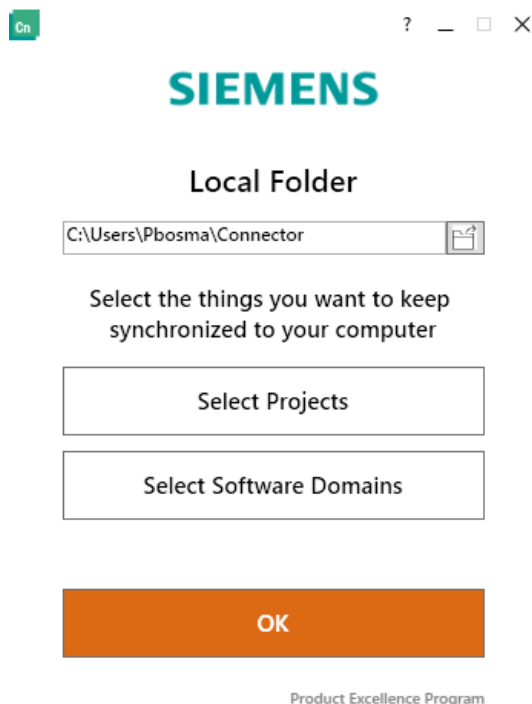 Cn
?
SIEMENS
Local Folder
C:\Users\Pbosma\Connector
Select the things you want to keep
synchronized to your computer
Select Projects
Select Software Domains
OK
Product Excellence Program